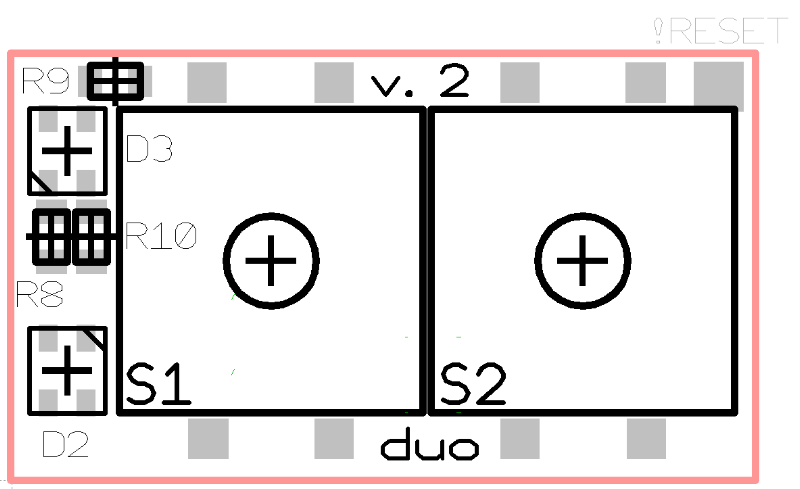 !RESET
R9
v. 2
D3
R10
R8
S1
S2
D2
duo